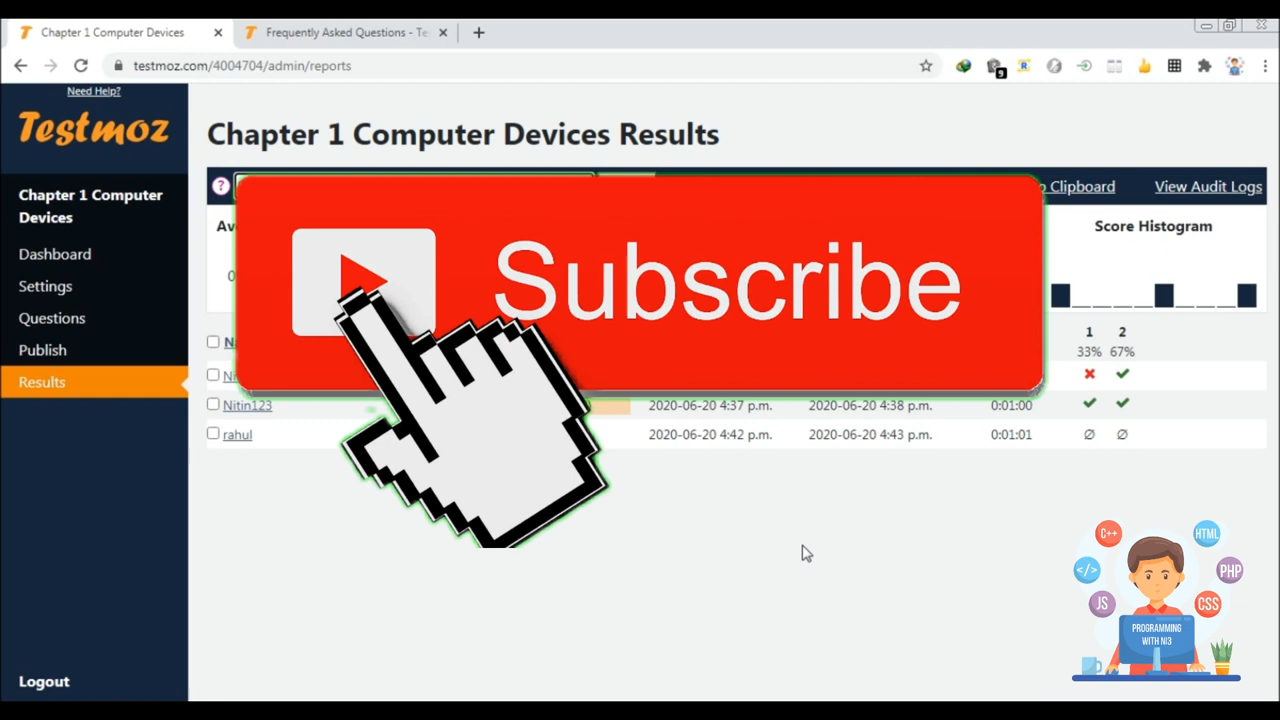 Chapter 1 Computer Devices
Frequently Asked Questions - Te
testmoz.com/4004704/admin/reports
9
R
Need Help?
Testmoz
Chapter 1 Computer
Devices
Dashboard
Settings
Questions
Publish
Results
Logout
Chapter 1 Computer Devices Results
?
Clipboard
View Audit Logs
Score Histogram
Subscribe
1 2
33% 67%
Nitin123 2020-06-20 4:37 p.m. 2020-06-20 4:38 p.m. 0:01:00
rahul 2020-06-20 4:42 p.m. 2020-06-20 4:43 p.m. 0:01:01
C++
HTML
</>
PHP
JS
CSS
PROGRAMMING
WITH NI3